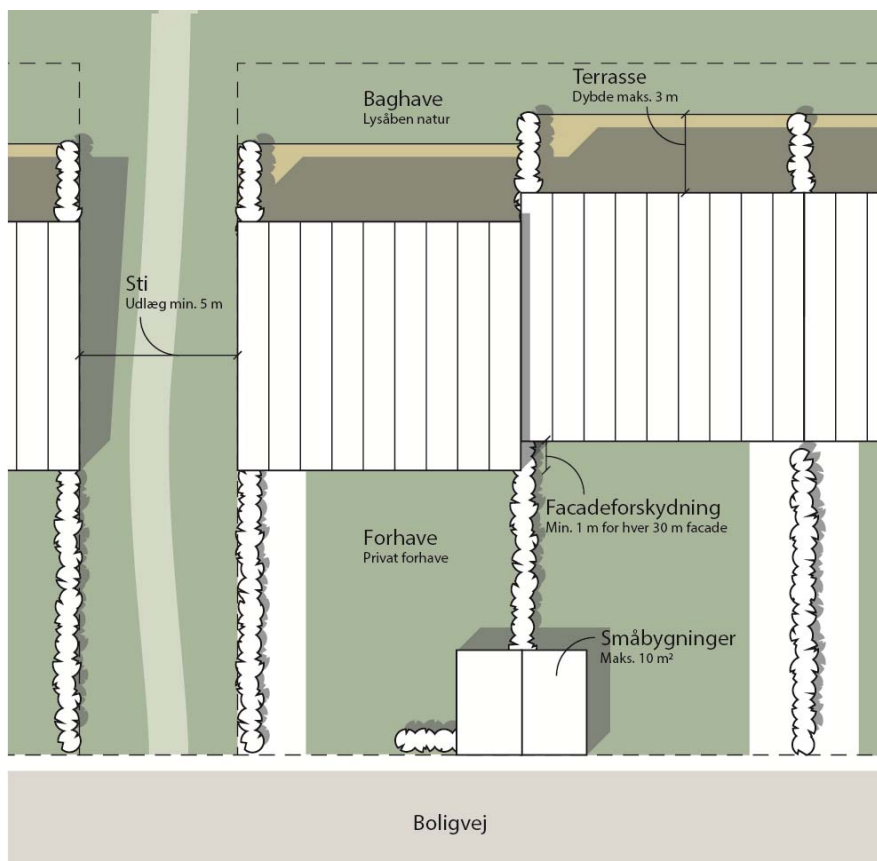 Terrasse
Dybde maks. 3 m
Baghave
Lysåben natur
Sti
Udlæg min. 5 m
Facadeforskydning
Min. 1 m for hver 30 m facade
Forhave
Privat forhave
Småbygninger
Maks. 10 m²
Boligvej